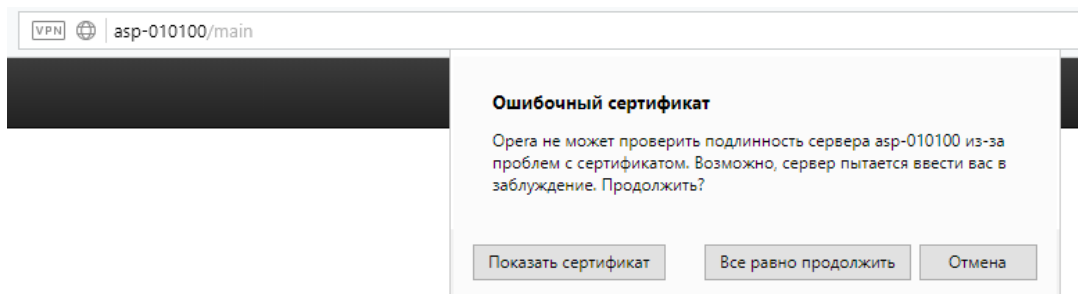 VPN asp-010100/main
Ошибочный сертификат
Opera не может проверить подлинность сервера asp-010100 из-за
проблем с сертификатом. Возможно, сервер пытается ввести вас в
заблуждение. Продолжить?
Показать сертификат Все равно продолжить Отмена